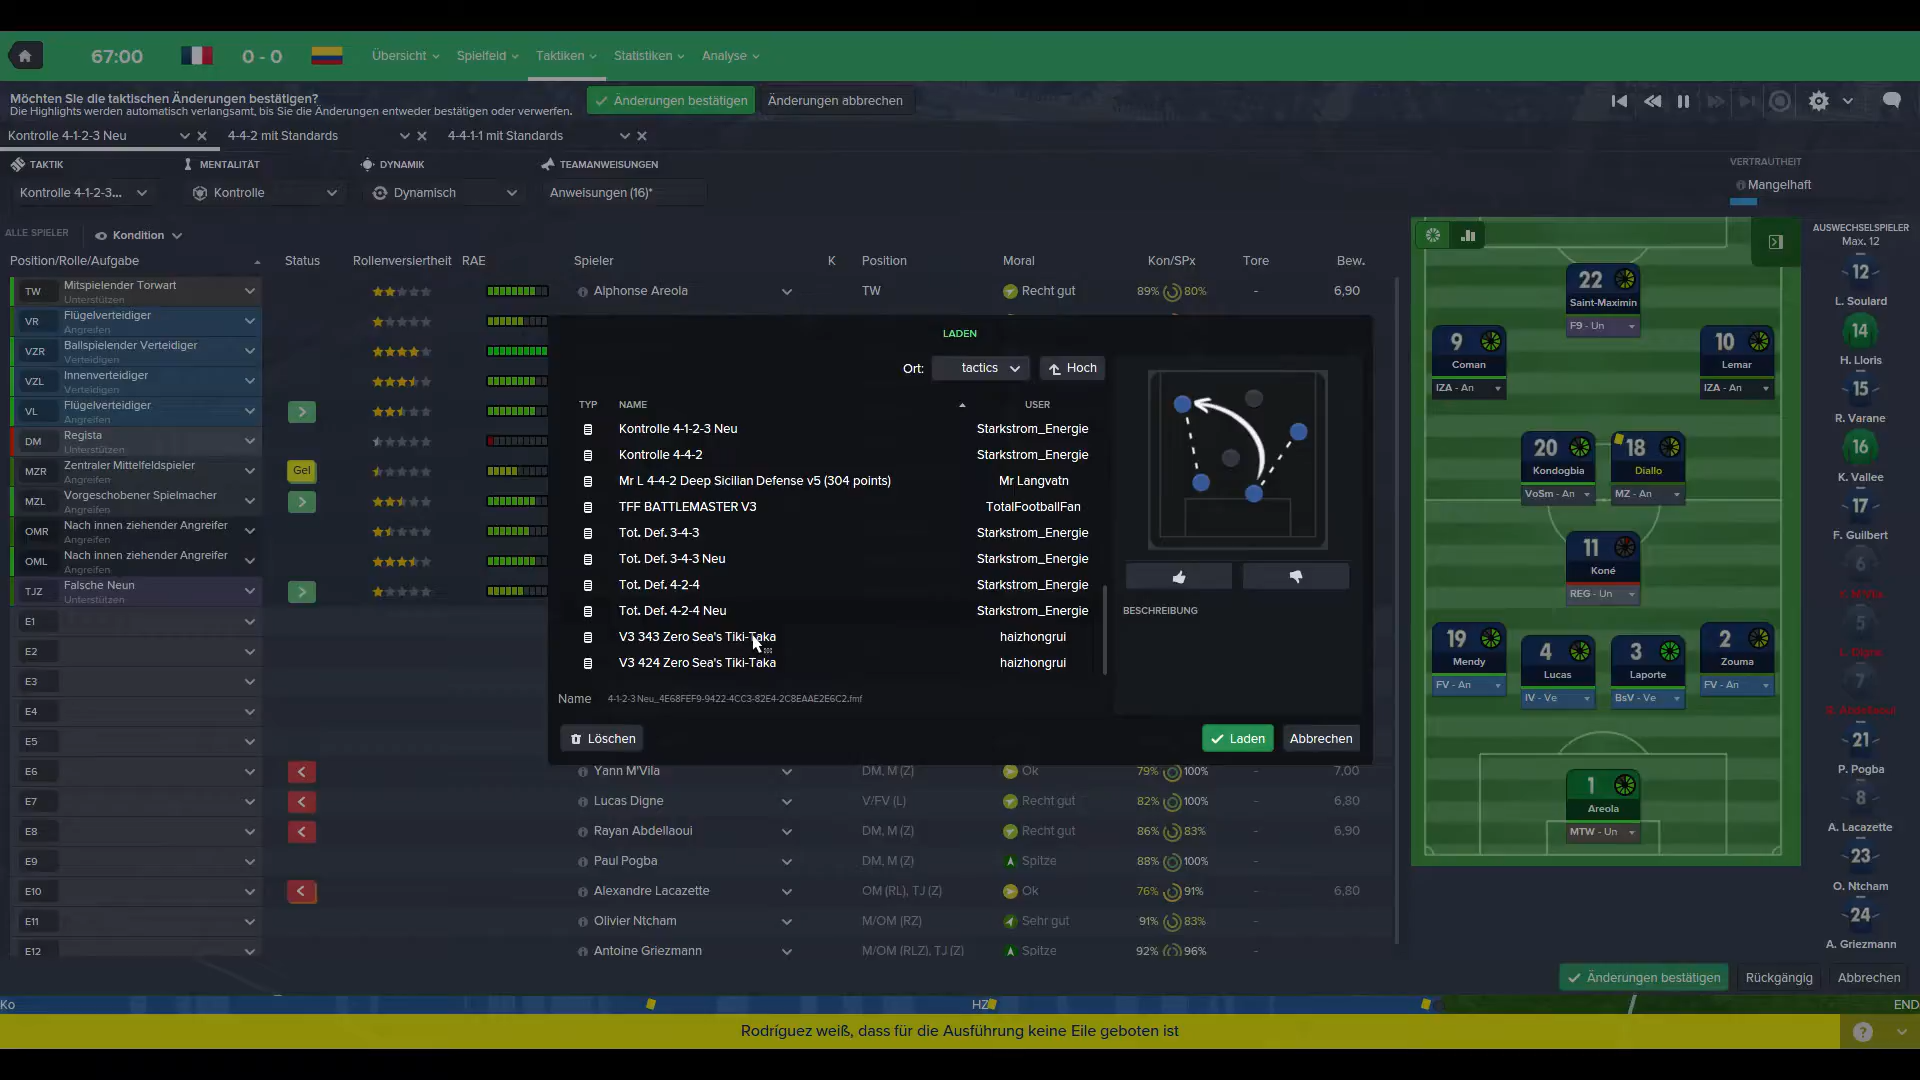 67:00
0 - 0
Übersicht
Spielfeld
Taktiken
Statistiken
Analyse
Möchten Sie die taktischen Änderungen bestätigen?
Die Highlights werden automatisch verlangsamt, bis Sie die Änderungen entweder bestätigen oder verwerfen.
Änderungen bestätigen
Änderungen abbrechen
Kontrolle 4-1-2-3 Neu
4-4-2 mit Standards
4-4-1-1 mit Standards
TAKTIK
MENTALITÄT
DYNAMIK
TEAMANWEISUNGEN
VERTRAUTHEIT
Kontrolle 4-1-2-3...
Kontrolle
Dynamisch
Anweisungen (16)*
Mangelhaft
ALLE SPIELER
Kondition
Position/Rolle/Aufgabe
Status
Rollenversiertheit
RAE
Spieler
K
Position
Moral
Kon/SPx
Tore
Bew.
TW
Mitspielender Torwart
Unterstützen
Alphonse Areola
TW
Recht gut
89%
80%
-
6,90
VR
Flügelverteidiger
Angreifen
VZR
Ballspielender Verteidiger
Verteidigen
VZL
Innenverteidiger
Verteidigen
VL
Flügelverteidiger
Angreifen
DM
Regista
Unterstützen
MZR
Zentraler Mittelfeldspieler
Angreifen
Gel
MZL
Vorgeschobener Spielmacher
Angreifen
OMR
Nach innen ziehender Angreifer
Angreifen
OML
Nach innen ziehender Angreifer
Angreifen
TJZ
Falsche Neun
Unterstützen
E1
E2
E3
E4
E5
E6
Yann M'Vila
DM, M (Z)
Ok
79%
100%
-
7,00
E7
Lucas Digne
V/FV (L)
Recht gut
82%
100%
-
6,80
E8
Rayan Abdellaoui
DM, M (Z)
Recht gut
86%
83%
-
6,90
E9
Paul Pogba
DM, M (Z)
Spitze
88%
100%
-
E10
Alexandre Lacazette
OM (RL), TJ (Z)
Ok
76%
91%
-
6,80
E11
Olivier Ntcham
M/OM (RZ)
Sehr gut
91%
83%
-
E12
Antoine Griezmann
M/OM (RLZ), TJ (Z)
Spitze
92%
96%
-
LADEN
Ort:
tactics
Hoch
TYP
NAME
USER
Kontrolle 4-1-2-3 Neu
Starkstrom_Energie
Kontrolle 4-4-2
Starkstrom_Energie
Mr L 4-4-2 Deep Sicilian Defense v5 (304 points)
Mr Langvatn
TFF BATTLEMASTER V3
TotalFootballFan
Tot. Def. 3-4-3
Starkstrom_Energie
Tot. Def. 3-4-3 Neu
Starkstrom_Energie
Tot. Def. 4-2-4
Starkstrom_Energie
Tot. Def. 4-2-4 Neu
Starkstrom_Energie
V3 343 Zero Sea's Tiki-Taka
haizhongrui
V3 424 Zero Sea's Tiki-Taka
haizhongrui
BESCHREIBUNG
Name
4-1-2-3 Neu_4E68FEF9-9422-4CC3-82E4-2C8EAAE2E6C2.fmf
Löschen
Laden
Abbrechen
22
Saint-Maximin
F9 - Un
9
Coman
IZA - An
10
Lemar
IZA - An
20
Kondogbia
VoSm - An
18
Diallo
MZ - An
11
Koné
REG - Un
19
Mendy
FV - An
4
Lucas
IV - Ve
3
Laporte
BsV - Ve
2
Zouma
FV - An
1
Areola
MTW - Un
AUSWECHSELSPIELER
Max. 12
12
L. Soulard
14
H. Lloris
15
R. Varane
16
K. Vallee
17
F. Guilbert
6
Y. M'Vila
5
L. Digne
7
R. Abdellaoui
21
P. Pogba
8
A. Lacazette
23
O. Ntcham
24
A. Griezmann
Änderungen bestätigen
Rückgängig
Abbrechen
Ko
HZ
END
Rodríguez weiß, dass für die Ausführung keine Eile geboten ist